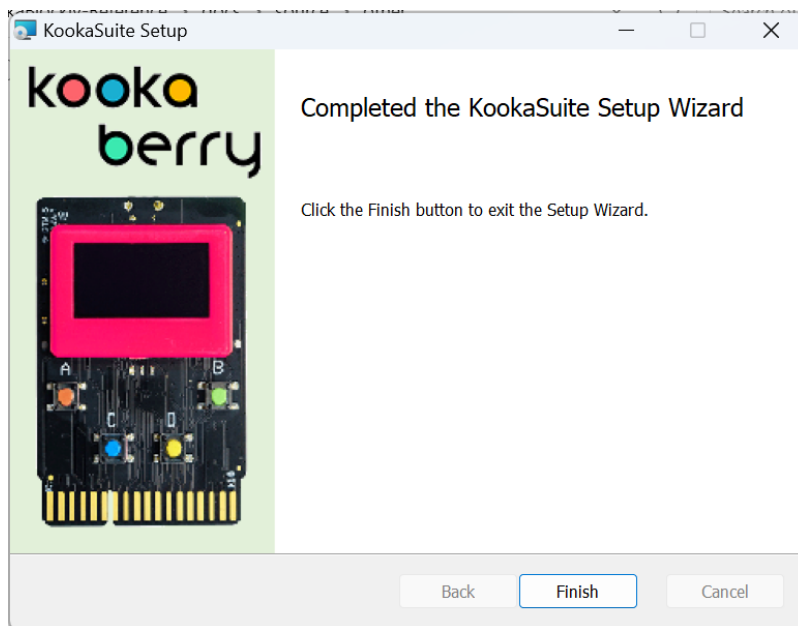 KookaSuite Setup
kooka
berry
Completed the KookaSuite Setup Wizard
Click the Finish button to exit the Setup Wizard.
A
B
C
D
Back
Finish
Cancel